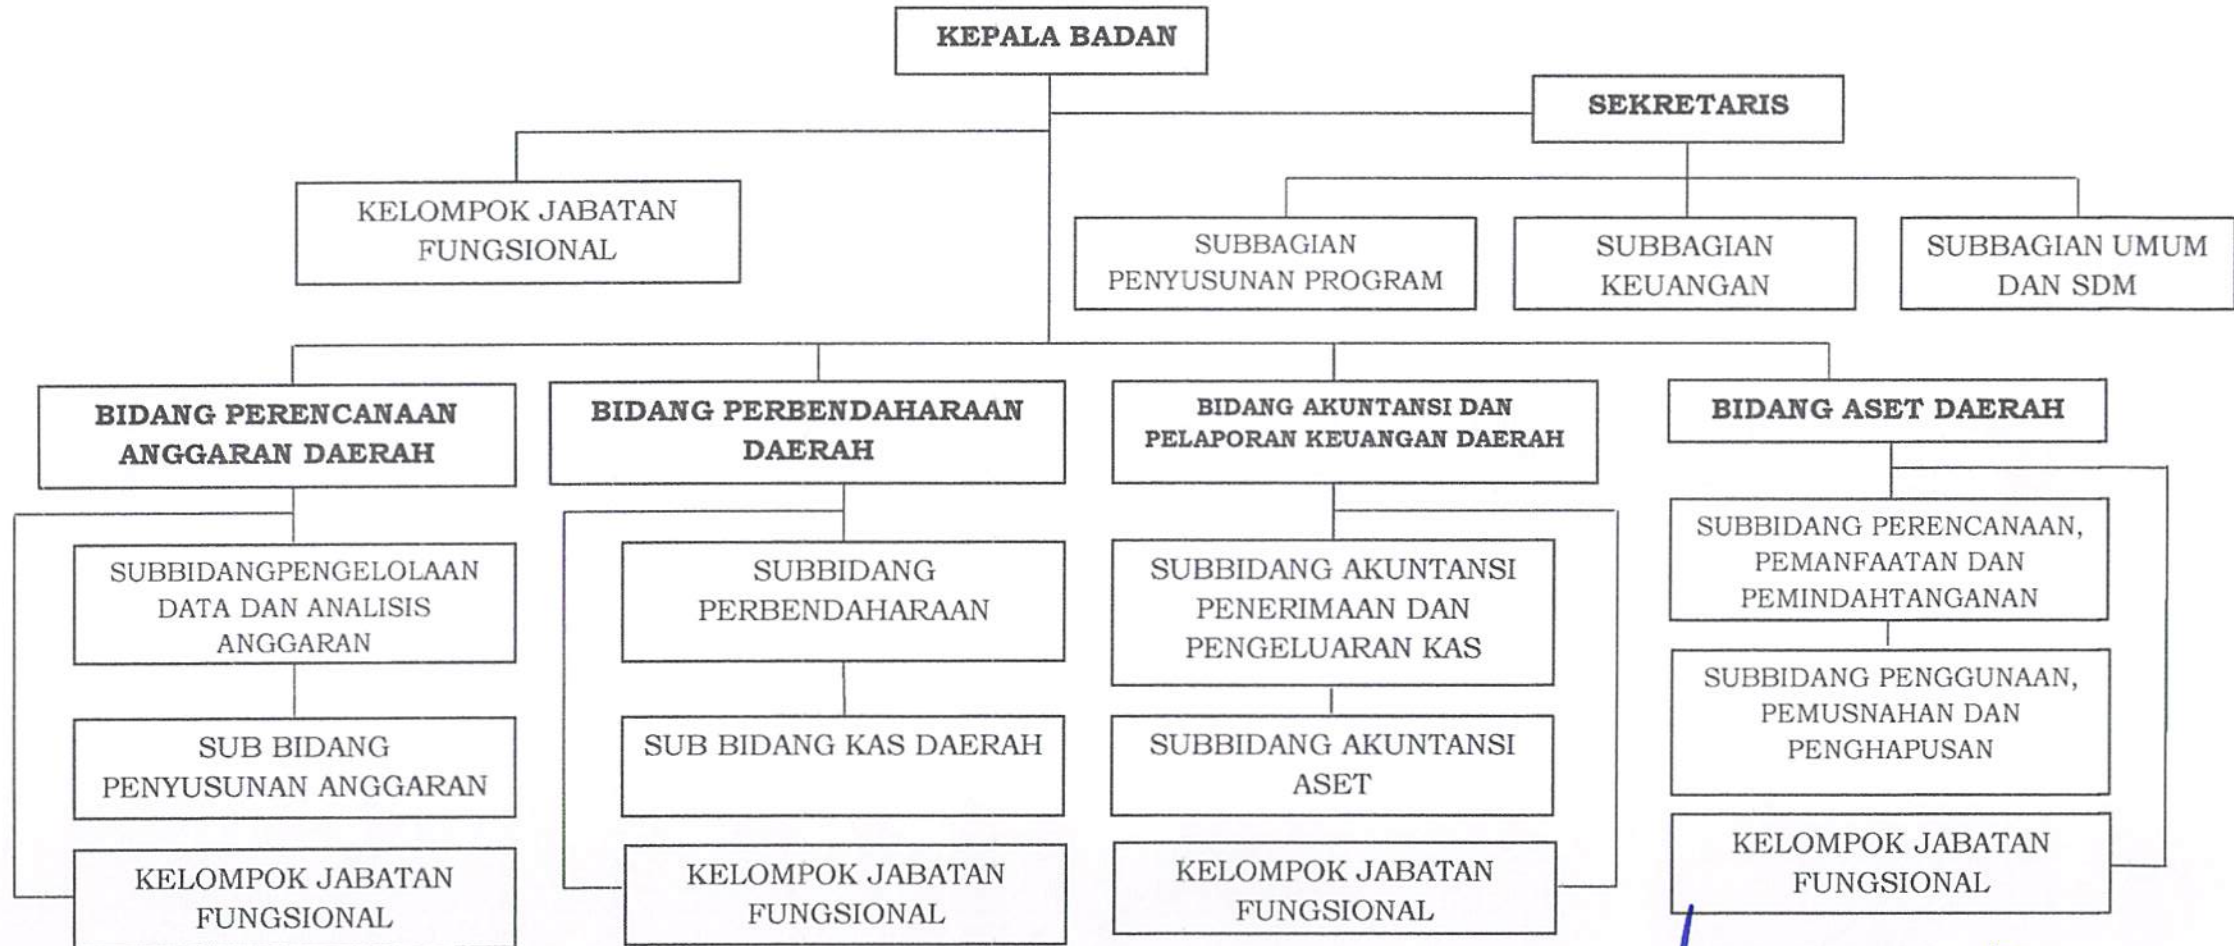 KEPALA BADAN
SEKRETARIS
KELOMPOK JABATAN
FUNGSIONAL
SUBBAGIAN
PENYUSUNAN PROGRAM
SUBBAGIAN
KEUANGAN
SUBBAGIAN UMUM
DAN SDM
BIDANG PERENCANAAN
ANGGARAN DAERAH
SUBBIDANGPENGELOLAAN
DATA DAN ANALISIS
ANGGARAN
SUB BIDANG
PENYUSUNAN ANGGARAN
KELOMPOK JABATAN
FUNGSIONAL
BIDANG PERBENDAHARAAN
DAERAH
SUBBIDANG
PERBENDAHARAAN
SUB BIDANG KAS DAERAH
KELOMPOK JABATAN
FUNGSIONAL
BIDANG AKUNTANSI DAN
PELAPORAN KEUANGAN DAERAH
SUBBIDANG AKUNTANSI
PENERIMAAN DAN
PENGELUARAN KAS
SUBBIDANG AKUNTANSI
ASET
KELOMPOK JABATAN
FUNGSIONAL
BIDANG ASET DAERAH
SUBBIDANG PERENCANAAN,
PEMANFAATAN DAN
PEMINDAHTANGANAN
SUBBIDANG PENGGUNAAN,
PEMUSNAHAN DAN
PENGHAPUSAN
KELOMPOK JABATAN
FUNGSIONAL